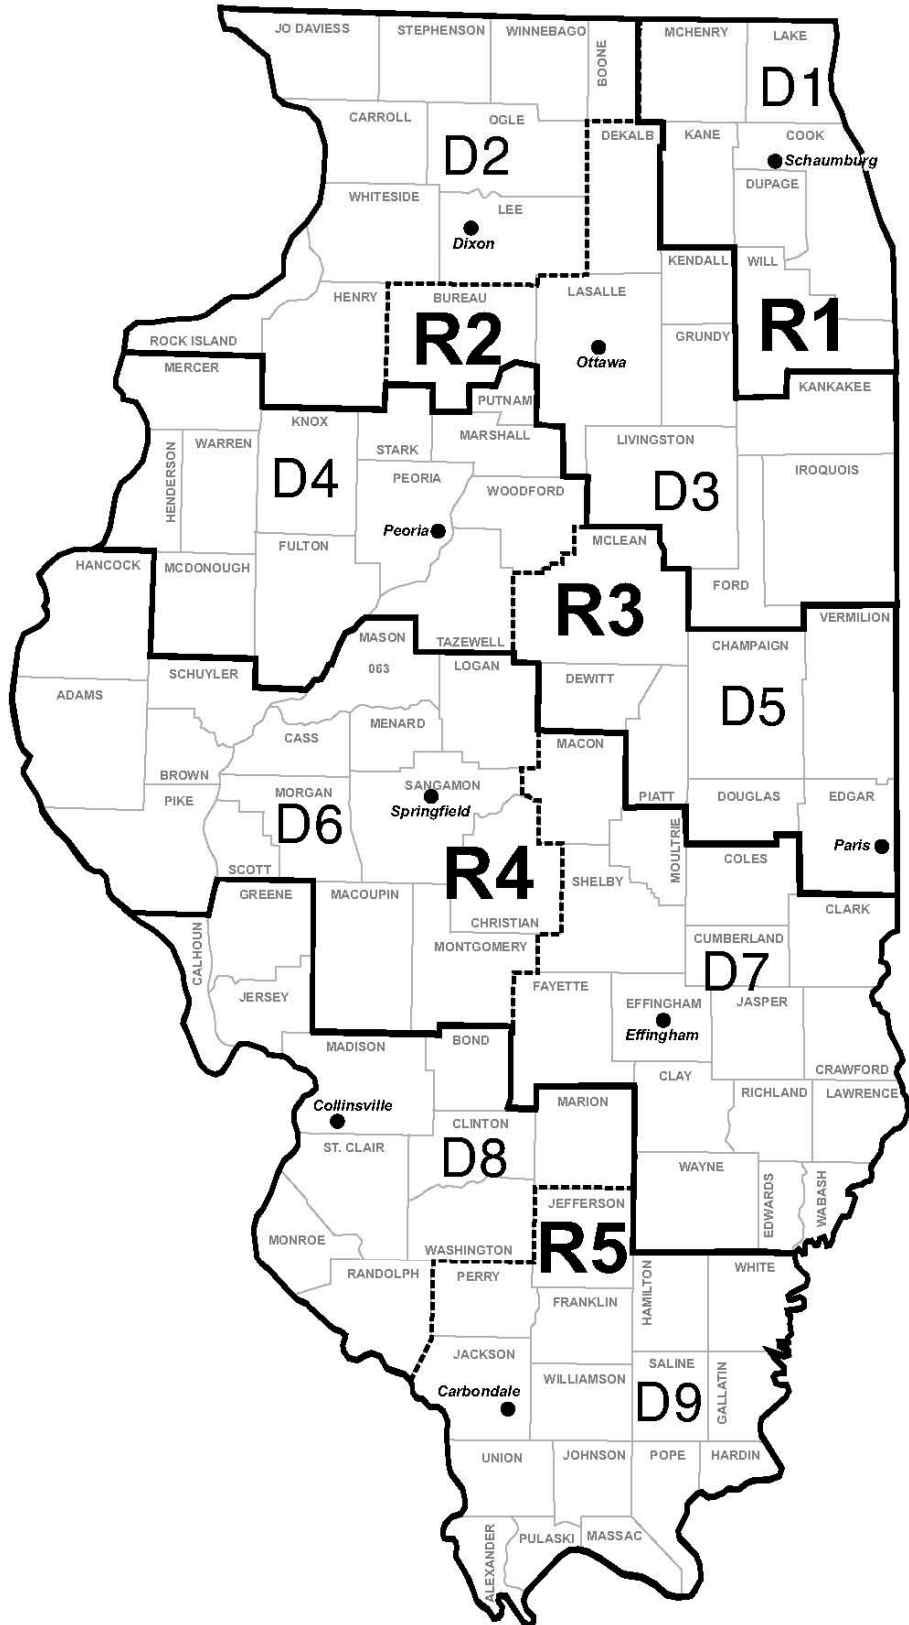 JO DAVIESS
STEPHENSON
WINNEBAGO
BOONE
MCHENRY
LAKE
D1
CARROLL
OGLE
D2
DEKALB
KANE
COOK
Schaumburg
DUPAGE
WHITESIDE
LEE
Dixon
KENDALL
WILL
HENRY
BUREAU
R2
LASALLE
R1
ROCK ISLAND
GRUNDY
Ottawa
MERCER
KANKAKEE
PUTNAM
KNOX
STARK
MARSHALL
WARREN
HENDERSON
LIVINGSTON
D4
PEORIA
WOODFORD
D3
IROQUOIS
Peoria
FULTON
MCLEAN
HANCOCK
MCDONOUGH
FORD
R3
VERMILION
MASON
TAZEWELL
CHAMPAIGN
063
LOGAN
SCHUYLER
DEWITT
ADAMS
D5
MENARD
CASS
MACON
BROWN
SANGAMON
PIKE
MORGAN
PIATT
DOUGLAS
EDGAR
Springfield
D6
MOULTRIE
Paris
COLES
SCOTT
R4
SHELBY
GREENE
MACOUPIN
CLARK
CHRISTIAN
CALHOUN
MONTGOMERY
CUMBERLAND
D7
FAYETTE
JERSEY
EFFINGHAM
JASPER
Effingham
MADISON
BOND
CLAY
CRAWFORD
RICHLAND
LAWRENCE
Collinsville
MARION
CLINTON
ST. CLAIR
D8
WAYNE
EDWARDS
WABASH
JEFFERSON
MONROE
R5
WASHINGTON
RANDOLPH
PERRY
HAMILTON
WHITE
FRANKLIN
JACKSON
SALINE
WILLIAMSON
GALLATIN
Carbondale
D9
UNION
JOHNSON
POPE
HARDIN
ALEXANDER
PULASKI
MASSAC